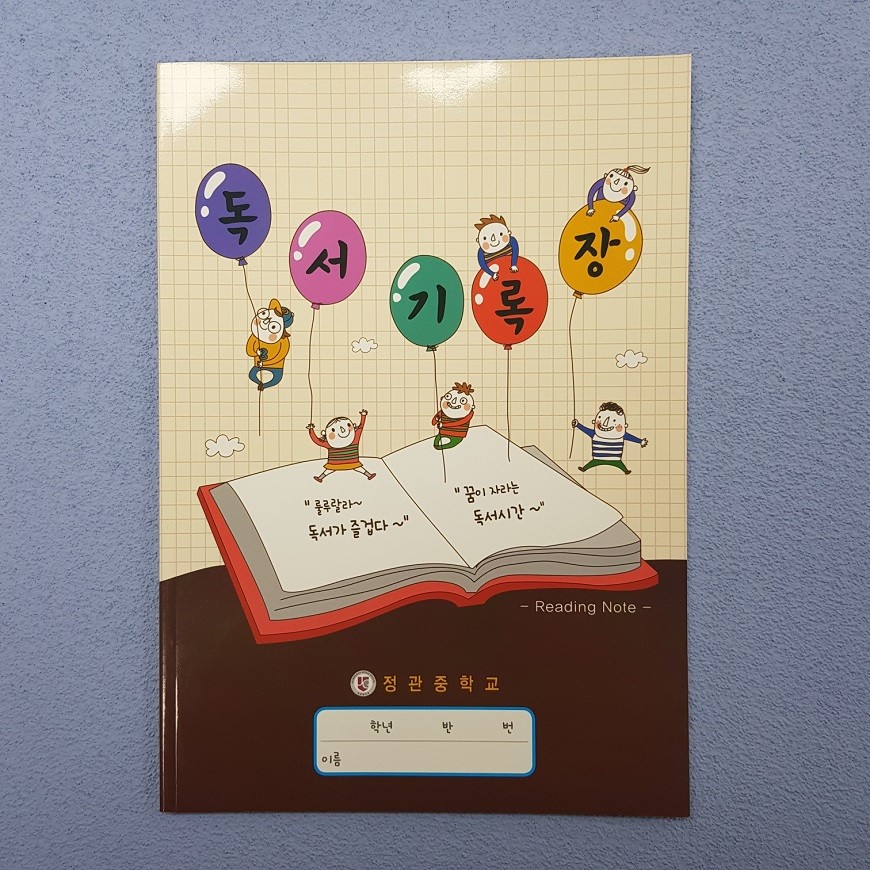 독서기록장
"룰루랄라~
독서가 즐겁다~"
"꿈이 자라는
독서시간~"
– Reading Note –
정관중학교
학년 반 번
이름